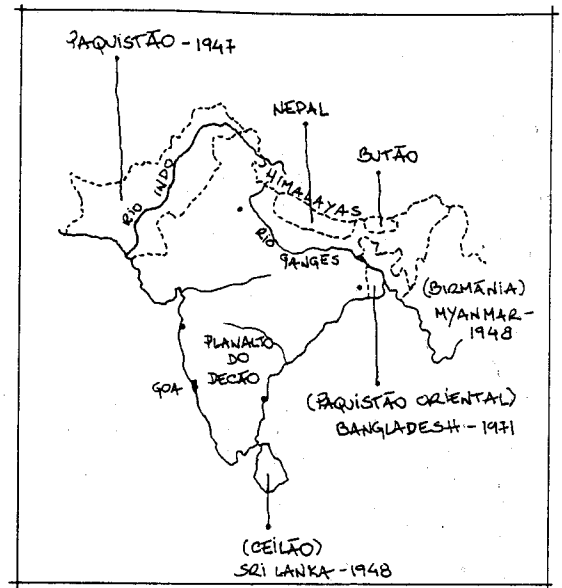 PAQUISTÃO - 1947
NEPAL
BUTÃO
RIO INDO
HIMALAYAS
RIO GANGES
(BIRMÂNIA)
MYANMAR -
1948
PLANALTO
DO
DECÃO
GOA
(PAQUISTÃO ORIENTAL)
BANGLADESH - 1971
(CEILÃO)
SRI LANKA - 1948